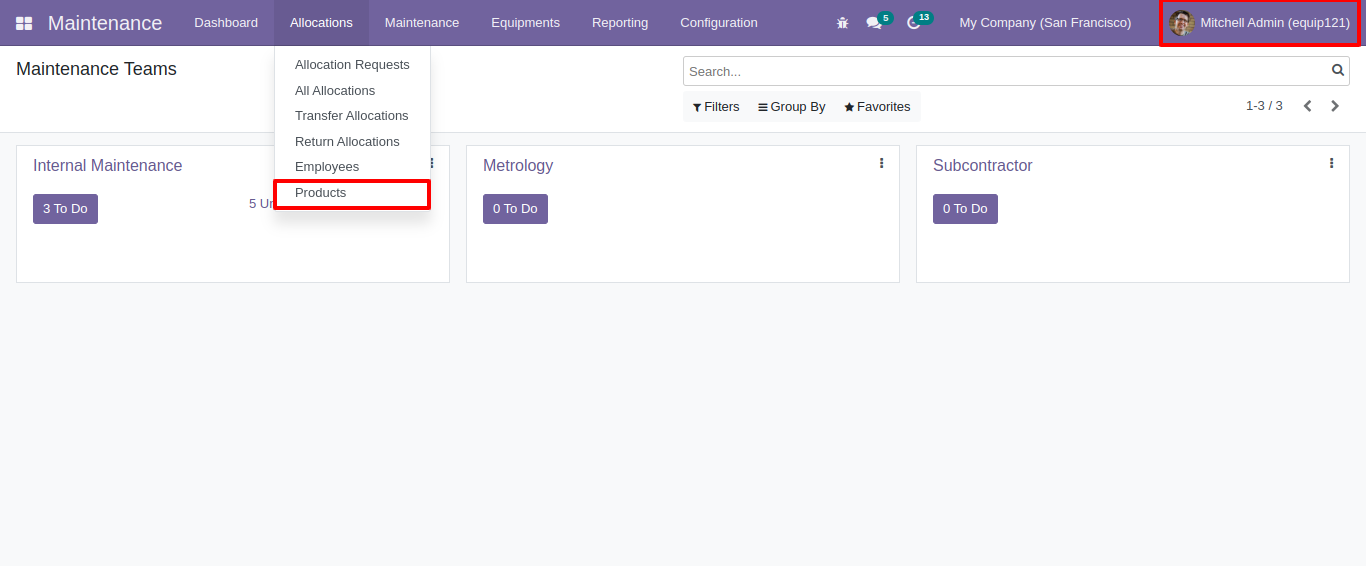 Maintenance Dashboard Allocations Maintenance Equipments Reporting Configuration 5 13 My Company (San Francisco) Mitchell Admin (equip121)
Maintenance Teams
Search...
Filters Group By Favorites 1-3 / 3
Allocation Requests
All Allocations
Transfer Allocations
Return Allocations
Employees
Products
Internal Maintenance
3 To Do 5
Metrology
0 To Do
Subcontractor
0 To Do